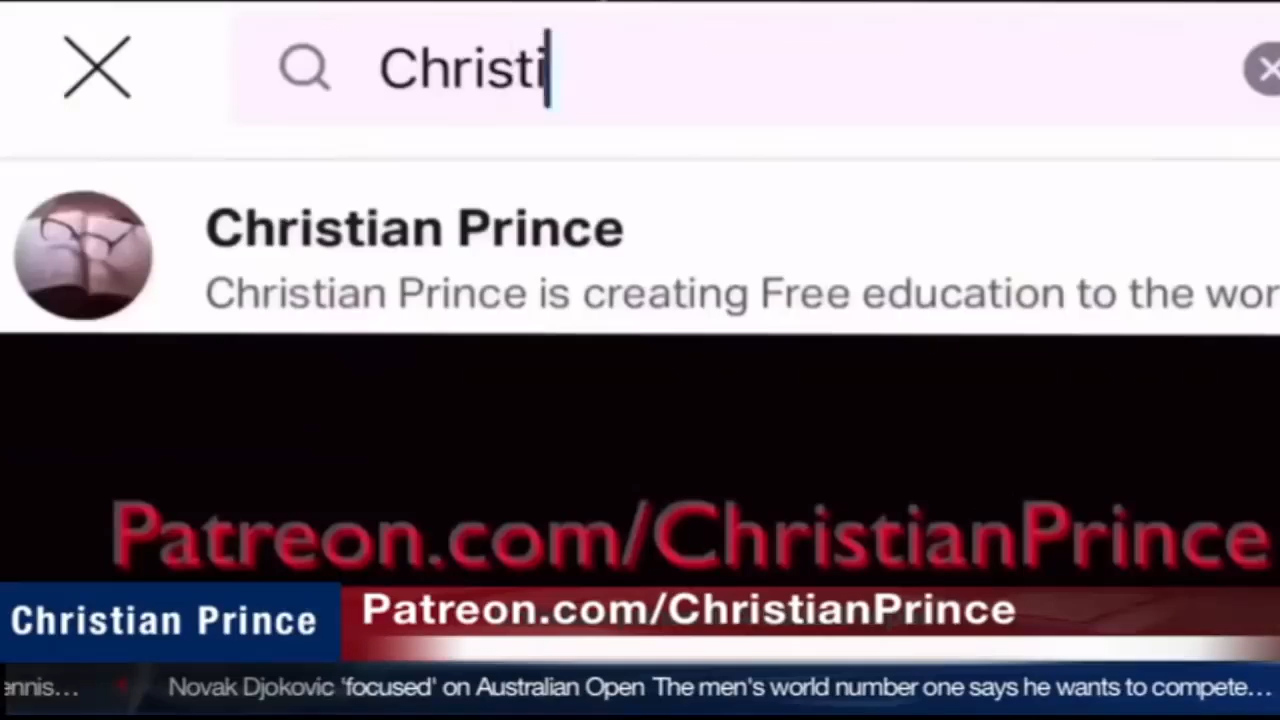 Christi
Christian Prince
Christian Prince is creating Free education to the wor
Patreon.com/ChristianPrince
Christian Prince
Patreon.com/ChristianPrince
ennis... Novak Djokovic 'focused' on Australian Open The men's world number one says he wants to compete...